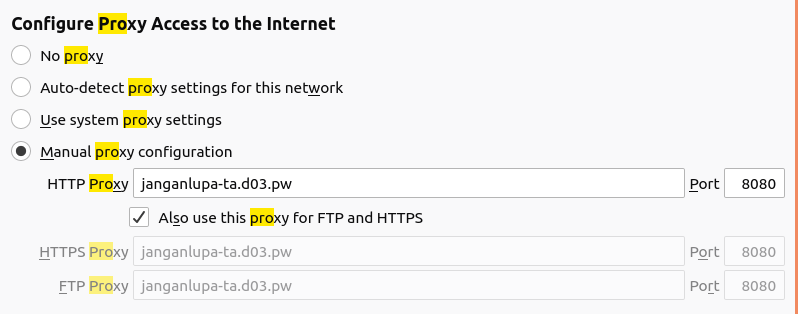 Configure Proxy Access to the Internet
No proxy
Auto-detect proxy settings for this network
Use system proxy settings
Manual proxy configuration
HTTP Proxy janganlupa-ta.d03.pw Port 8080
Also use this proxy for FTP and HTTPS
HTTPS Proxy janganlupa-ta.d03.pw Port 8080
FTP Proxy janganlupa-ta.d03.pw Port 8080